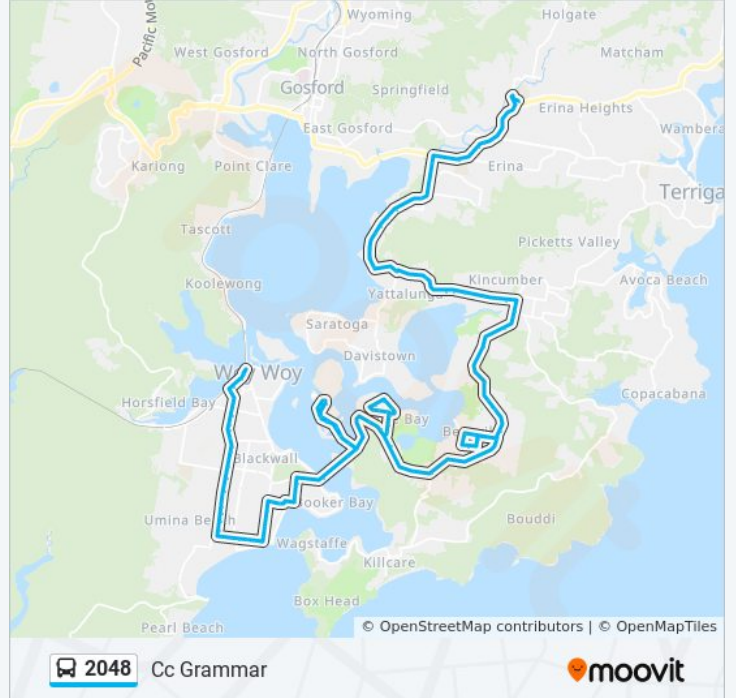 Wyoming
Holgate
Pacific Mo
West Gosford
North Gosford
Matcham
Gosford
Springfield
Erina Heights
East Gosford
Wambera
Kariong
Point Clare
Erina
Terriga
Tascott
Picketts Valley
Koolewong
Kincumber
Avoca Beach
Yattalunga
Saratoga
Davistown
Woy Woy
Horsfield Bay
Copacabana
Bay
Be
Blackwall
Booker Bay
Umina Beach
Bouddi
Wagstaffe
Killcare
Box Head
Pearl Beach
© OpenStreetMap contributors | © OpenMapTiles
2048 Cc Grammar
moovit